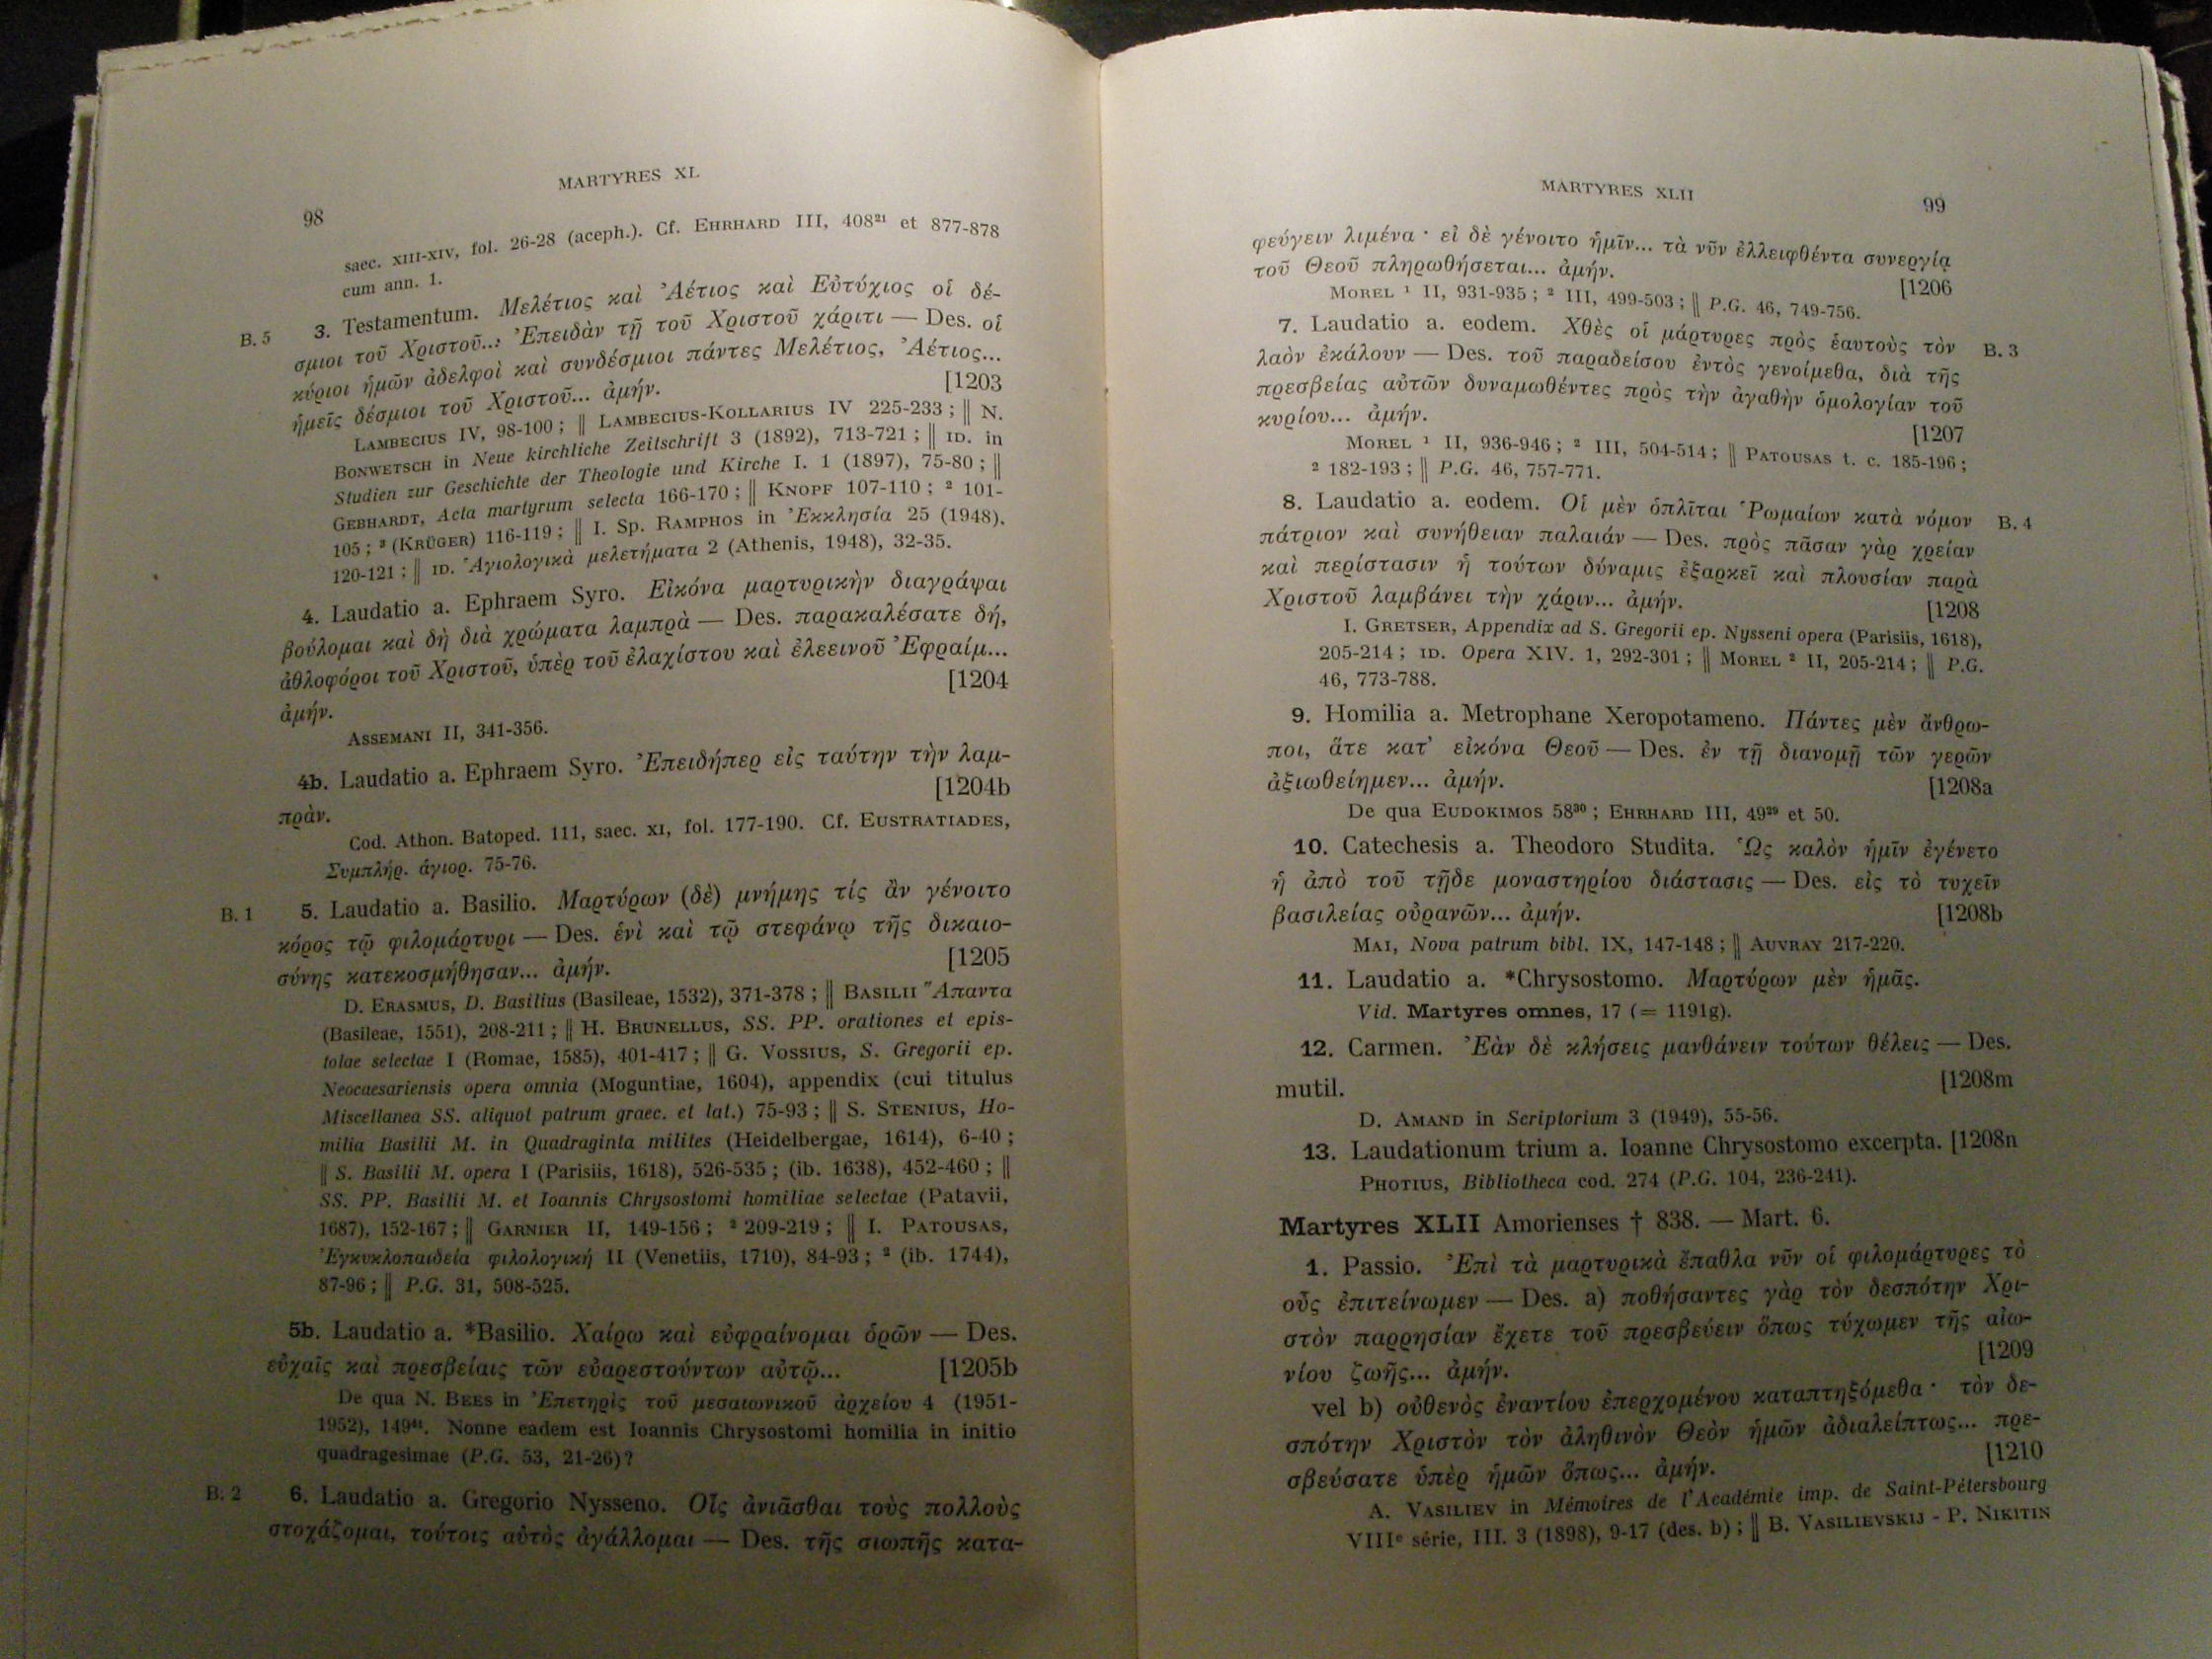 98
MARTYRES XL
saec. XIII-XIV, fol. 26-28 (aceph.). Cf. EHRHARD III, 408²¹ et 877-878
cum ann. 1.
B. 5 3. Testamentum. Μελέτιος καὶ Ἀέτιος καὶ Εὐτύχιος οἱ δέ-
σμιοι τοῦ Χριστοῦ..: Ἐπειδὰν τῇ τοῦ Χριστοῦ χάριτι — Des. οἱ
κύριοι ἡμῶν ἀδελφοὶ καὶ συνδέσμιοι πάντες Μελέτιος, Ἀέτιος...
ἡμεῖς δέσμιοι τοῦ Χριστοῦ... ἀμήν. [1203
LAMBECIUS IV, 98-100 ; ‖ LAMBECIUS-KOLLARIUS IV 225-233 ; ‖ N.
BONWETSCH in Neue kirchliche Zeitschrift 3 (1892), 713-721 ; ‖ ID. in
Studien zur Geschichte der Theologie und Kirche I. 1 (1897), 75-80 ; ‖
GEBHARDT, Acta martyrum selecta 166-170 ; ‖ KNOPF 107-110 ; ² 101-
105 ; ³ (KRÜGER) 116-119 ; ‖ I. Sp. RAMPHOS in Ἐκκλησία 25 (1948),
120-121 ; ‖ ID. Ἁγιολογικὰ μελετήματα 2 (Athenis, 1948), 32-35.
4. Laudatio a. Ephraem Syro. Εἰκόνα μαρτυρικὴν διαγράψαι
βούλομαι καὶ δὴ διὰ χρώματα λαμπρὰ — Des. παρακαλέσατε δή,
ἀθλοφόροι τοῦ Χριστοῦ, ὑπὲρ τοῦ ἐλαχίστου καὶ ἐλεεινοῦ Ἐφραίμ...
ἀμήν. [1204
ASSEMANI II, 341-356.
4b. Laudatio a. Ephraem Syro. Ἐπειδήπερ εἰς ταύτην τὴν λαμ-
πράν. [1204b
Cod. Athon. Batoped. 111, saec. XI, fol. 177-190. Cf. EUSTRATIADES,
Συμπλήρ. ἁγιορ. 75-76.
B. 1 5. Laudatio a. Basilio. Μαρτύρων (δὲ) μνήμης τίς ἂν γένοιτο
κόρος τῷ φιλομάρτυρι — Des. ἑνὶ καὶ τῷ στεφάνῳ τῆς δικαιο-
σύνης κατεκοσμήθησαν... ἀμήν. [1205
D. ERASMUS, D. Basilius (Basileae, 1532), 371-378 ; ‖ BASILII Ἅπαντα
(Basileae, 1551), 208-211 ; ‖ H. BRUNELLUS, SS. PP. orationes et epis-
tolae selectae I (Romae, 1585), 401-417 ; ‖ G. VOSSIUS, S. Gregorii ep.
Neocaesariensis opera omnia (Moguntiae, 1604), appendix (cui titulus
Miscellanea SS. aliquot patrum graec. et lat.) 75-93 ; ‖ S. STENIUS, Ho-
milia Basilii M. in Quadraginta milites (Heidelbergae, 1614), 6-40 ;
‖ S. Basilii M. opera I (Parisiis, 1618), 526-535 ; (ib. 1638), 452-460 ; ‖
SS. PP. Basilii M. et Ioannis Chrysostomi homiliae selectae (Patavii,
1687), 152-167 ; ‖ GARNIER II, 149-156 ; ² 209-219 ; ‖ I. PATOUSAS,
Ἐγκυκλοπαιδεία φιλολογική II (Venetiis, 1710), 84-93 ; ² (ib. 1744),
87-96 ; ‖ P.G. 31, 508-525.
5b. Laudatio a. *Basilio. Χαίρω καὶ εὐφραίνομαι ὁρῶν — Des.
εὐχαῖς καὶ πρεσβείαις τῶν εὐαρεστούντων αὐτῷ... [1205b
De qua N. BEES in Ἐπετηρὶς τοῦ μεσαιωνικοῦ ἀρχείου 4 (1951-
1952), 149⁴¹. Nonne eadem est Ioannis Chrysostomi homilia in initio
quadragesimae (P.G. 53, 21-26)?
B. 2 6. Laudatio a. Gregorio Nysseno. Οἷς ἀνιᾶσθαι τοὺς πολλοὺς
στοχάζομαι, τούτοις αὐτὸς ἀγάλλομαι — Des. τῆς σιωπῆς κατα-
MARTYRES XLII
99
φεύγειν λιμένα · εἰ δὲ γένοιτο ἡμῖν... τὰ νῦν ἐλλειφθέντα συνεργίᾳ
τοῦ Θεοῦ πληρωθήσεται... ἀμήν. [1206
MOREL ¹ II, 931-935 ; ² III, 499-503 ; ‖ P.G. 46, 749-756.
7. Laudatio a. eodem. Χθὲς οἱ μάρτυρες πρὸς ἑαυτοὺς τὸν B. 3
λαὸν ἐκάλουν — Des. τοῦ παραδείσου ἐντὸς γενοίμεθα, διὰ τῆς
πρεσβείας αὐτῶν δυναμωθέντες πρὸς τὴν ἀγαθὴν ὁμολογίαν τοῦ
κυρίου... ἀμήν. [1207
MOREL ¹ II, 936-946 ; ² III, 504-514 ; ‖ PATOUSAS t. c. 185-196 ;
² 182-193 ; ‖ P.G. 46, 757-771.
8. Laudatio a. eodem. Οἱ μὲν ὁπλῖται Ῥωμαίων κατὰ νόμον B. 4
πάτριον καὶ συνήθειαν παλαιάν — Des. πρὸς πᾶσαν γὰρ χρείαν
καὶ περίστασιν ἡ τούτων δύναμις ἐξαρκεῖ καὶ πλουσίαν παρὰ
Χριστοῦ λαμβάνει τὴν χάριν... ἀμήν. [1208
I. GRETSER, Appendix ad S. Gregorii ep. Nysseni opera (Parisiis, 1618),
205-214 ; ID. Opera XIV. 1, 292-301 ; ‖ MOREL ² II, 205-214 ; ‖ P.G.
46, 773-788.
9. Homilia a. Metrophane Xeropotameno. Πάντες μὲν ἄνθρω-
ποι, ἅτε κατ' εἰκόνα Θεοῦ — Des. ἐν τῇ διανομῇ τῶν γερῶν
ἀξιωθείημεν... ἀμήν. [1208a
De qua EUDOKIMOS 58³⁰ ; EHRHARD III, 49²⁹ et 50.
10. Catechesis a. Theodoro Studita. Ὡς καλὸν ἡμῖν ἐγένετο
ἡ ἀπὸ τοῦ τῇδε μοναστηρίου διάστασις — Des. εἰς τὸ τυχεῖν
βασιλείας οὐρανῶν... ἀμήν. [1208b
MAI, Nova patrum bibl. IX, 147-148 ; ‖ AUVRAY 217-220.
11. Laudatio a. *Chrysostomo. Μαρτύρων μὲν ἡμᾶς.
Vid. Martyres omnes, 17 (= 1191g).
12. Carmen. Ἐὰν δὲ κλήσεις μανθάνειν τούτων θέλεις — Des.
mutil. [1208m
D. AMAND in Scriptorium 3 (1949), 55-56.
13. Laudationum trium a. Ioanne Chrysostomo excerpta. [1208n
PHOTIUS, Bibliotheca cod. 274 (P.G. 104, 236-241).
Martyres XLII Amorienses † 838. — Mart. 6.
1. Passio. Ἐπὶ τὰ μαρτυρικὰ ἔπαθλα νῦν οἱ φιλομάρτυρες τὸ
οὖς ἐπιτείνωμεν — Des. a) ποθήσαντες γὰρ τὸν δεσπότην Χρι-
στὸν παρρησίαν ἔχετε τοῦ πρεσβεύειν ὅπως τύχωμεν τῆς αἰω-
νίου ζωῆς... ἀμήν. [1209
vel b) οὐθενὸς ἐναντίου ἐπερχομένου καταπτηξόμεθα · τὸν δε-
σπότην Χριστὸν τὸν ἀληθινὸν Θεὸν ἡμῶν ἀδιαλείπτως... πρε-
σβεύσατε ὑπὲρ ἡμῶν ὅπως... ἀμήν. [1210
A. VASILIEV in Mémoires de l'Académie imp. de Saint-Pétersbourg
VIIIᵉ série, III. 3 (1898), 9-17 (des. b) ; ‖ B. VASILIEVSKIJ - P. NIKITIN